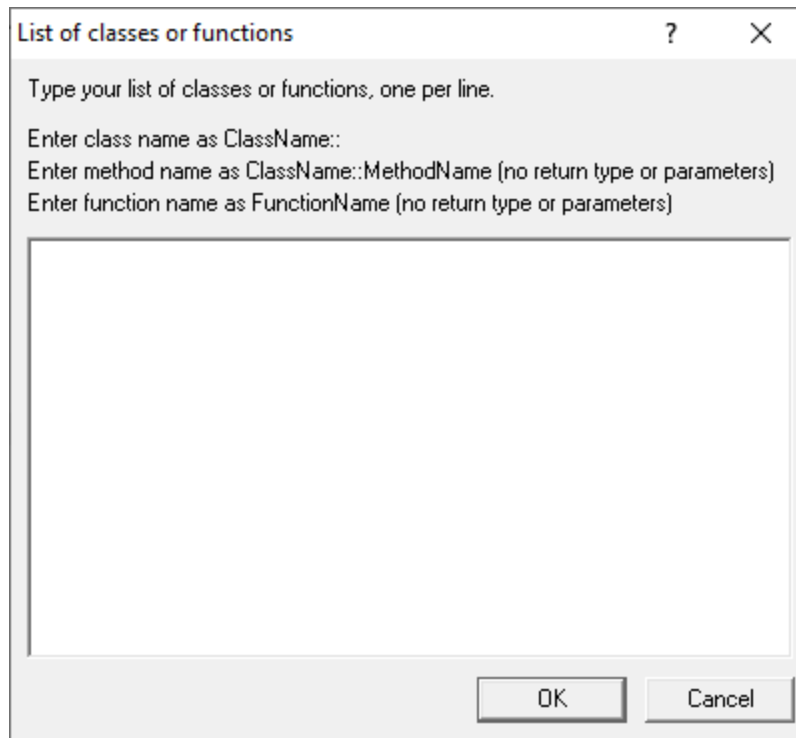 List of classes or functions
?
Type your list of classes or functions, one per line.
Enter class name as ClassName::
Enter method name as ClassName::MethodName (no return type or parameters)
Enter function name as FunctionName (no return type or parameters)
OK
Cancel